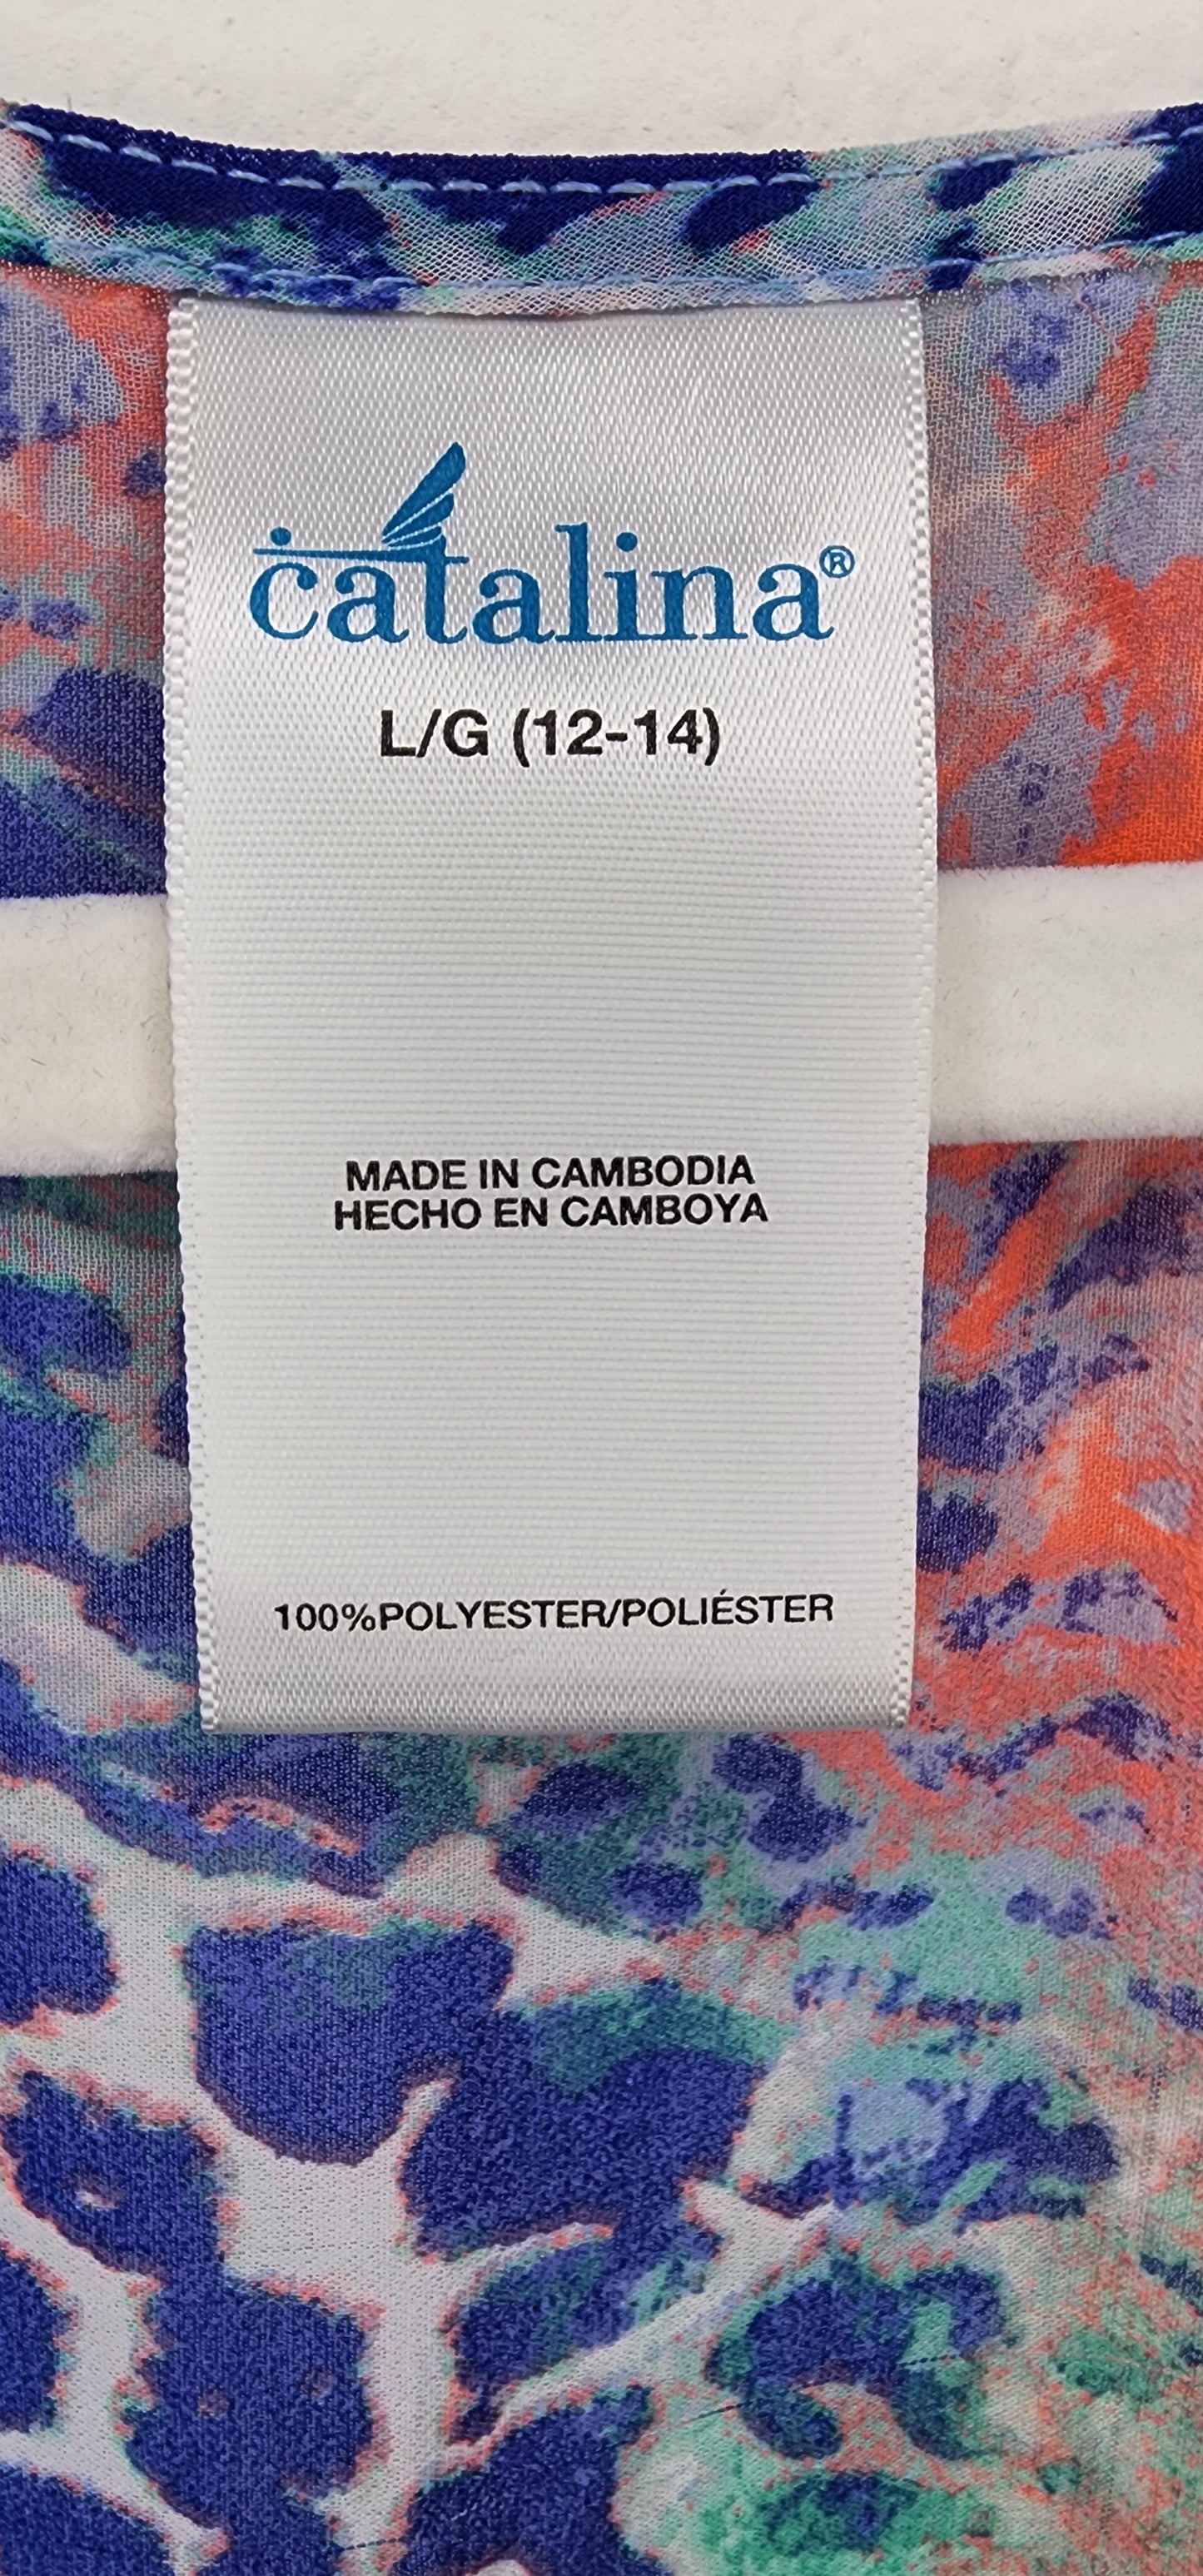 catalina®
L/G (12-14)
MADE IN CAMBODIA
HECHO EN CAMBOYA
100%POLYESTER/POLIÉSTER